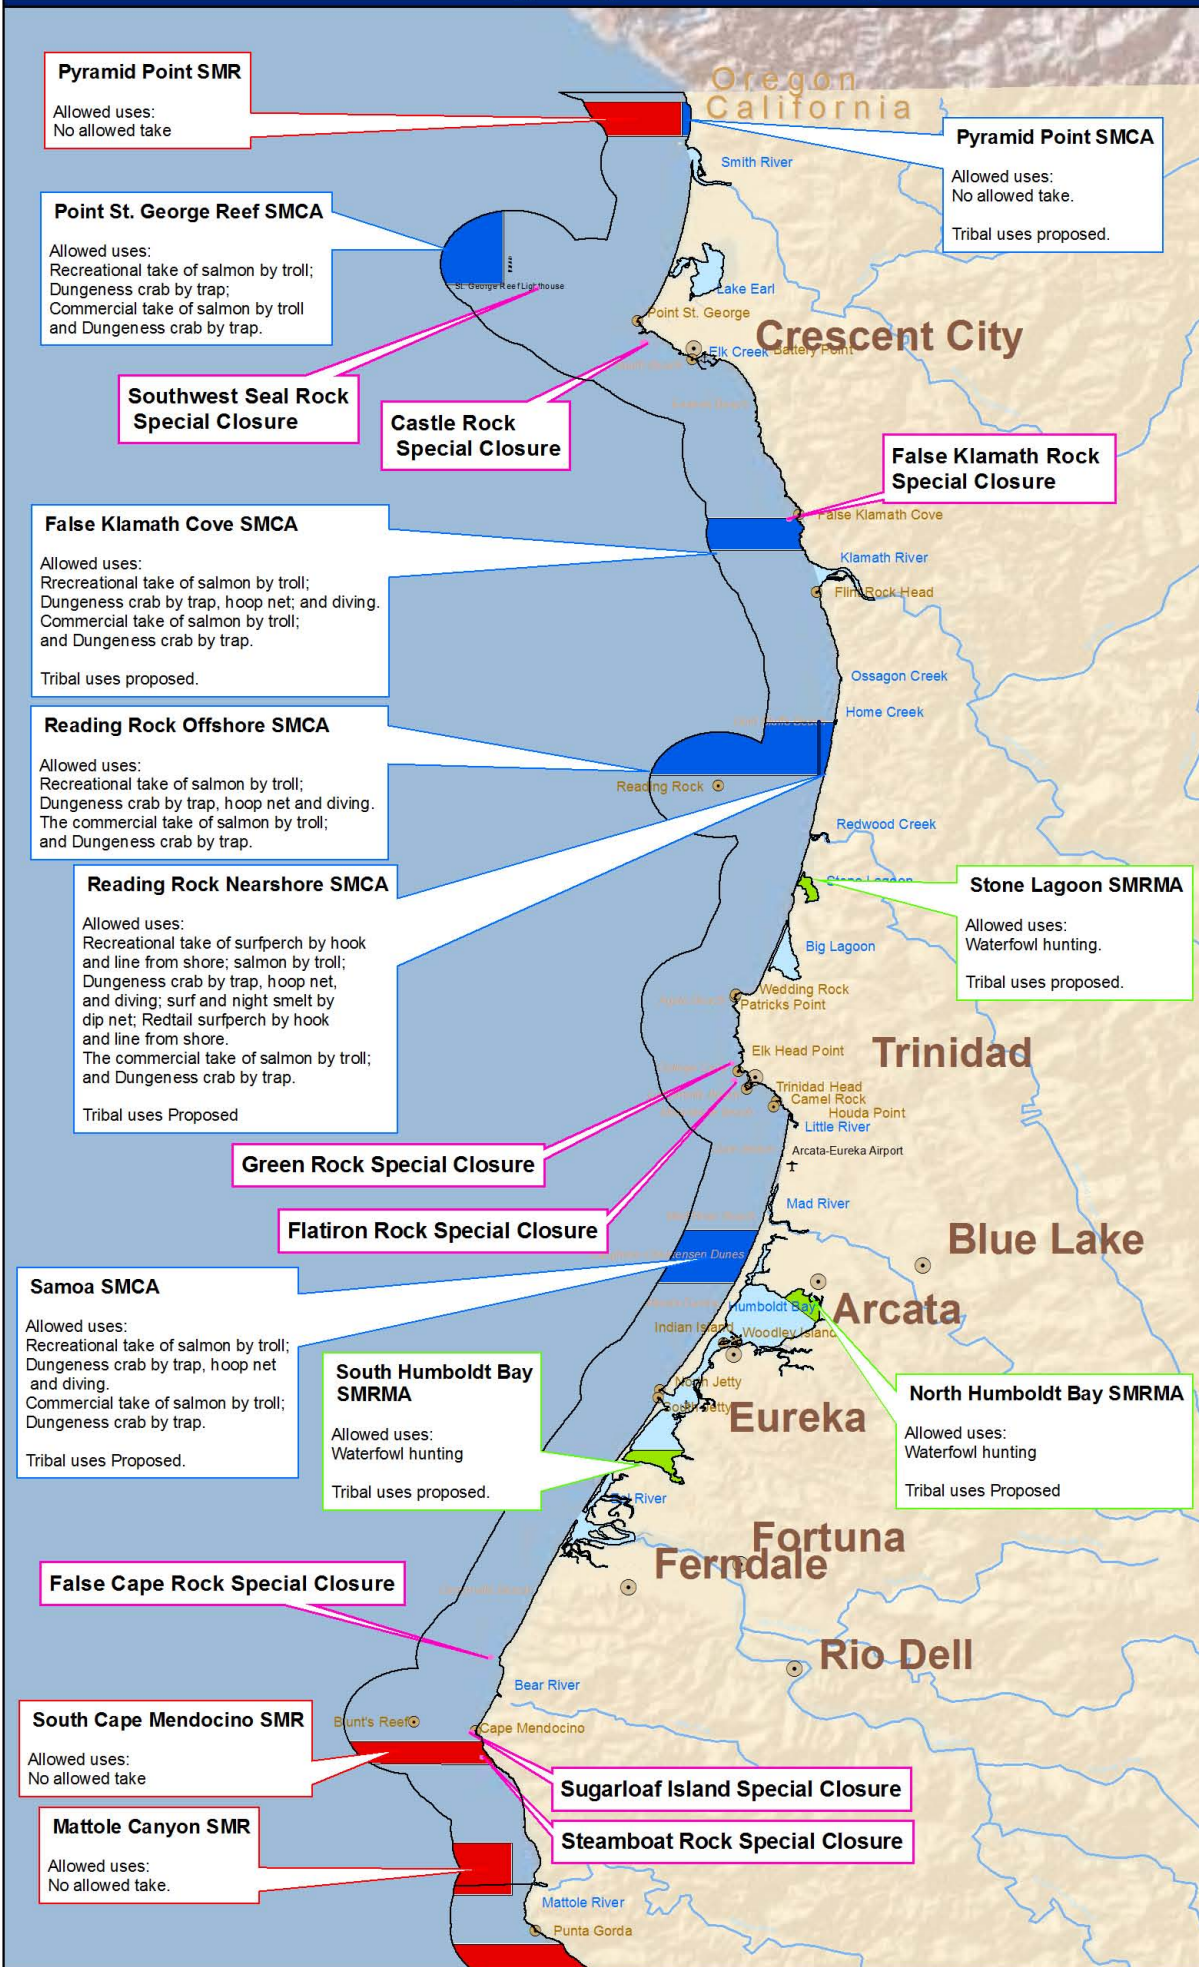 Oregon
California
Pyramid Point SMR
Allowed uses:
No allowed take
Pyramid Point SMCA
Allowed uses:
No allowed take.
Tribal uses proposed.
Smith River
Point St. George Reef SMCA
Allowed uses:
Recreational take of salmon by troll;
Dungeness crab by trap;
Commercial take of salmon by troll
and Dungeness crab by trap.
St. George Reef Lighthouse
Lake Earl
Point St. George
Crescent City
Elk Creek
Battery Point
Southwest Seal Rock
Special Closure
Castle Rock
Special Closure
False Klamath Rock
Special Closure
False Klamath Cove SMCA
Allowed uses:
Rrecreational take of salmon by troll;
Dungeness crab by trap, hoop net; and diving.
Commercial take of salmon by troll;
and Dungeness crab by trap.
Tribal uses proposed.
False Klamath Cove
Klamath River
Flint Rock Head
Ossagon Creek
Home Creek
Reading Rock Offshore SMCA
Allowed uses:
Recreational take of salmon by troll;
Dungeness crab by trap, hoop net and diving.
The commercial take of salmon by troll;
and Dungeness crab by trap.
Reading Rock
Redwood Creek
Reading Rock Nearshore SMCA
Allowed uses:
Recreational take of surfperch by hook
and line from shore; salmon by troll;
Dungeness crab by trap, hoop net,
and diving; surf and night smelt by
dip net; Redtail surfperch by hook
and line from shore.
The commercial take of salmon by troll;
and Dungeness crab by trap.
Tribal uses Proposed
Stone Lagoon
Stone Lagoon SMRMA
Allowed uses:
Waterfowl hunting.
Tribal uses proposed.
Big Lagoon
Wedding Rock
Patricks Point
Elk Head Point
Trinidad
Trinidad Head
Camel Rock
Houda Point
Little River
Arcata-Eureka Airport
Green Rock Special Closure
Flatiron Rock Special Closure
Mad River
Blue Lake
Samoa SMCA
Allowed uses:
Recreational take of salmon by troll;
Dungeness crab by trap, hoop net
and diving.
Commercial take of salmon by troll;
Dungeness crab by trap.
Tribal uses Proposed.
Dunes
Humboldt Bay
Arcata
Indian Island
Woodley Island
North Jetty
South Jetty
Eureka
South Humboldt Bay
SMRMA
Allowed uses:
Waterfowl hunting
Tribal uses proposed.
North Humboldt Bay SMRMA
Allowed uses:
Waterfowl hunting
Tribal uses Proposed
Eel River
Fortuna
Ferndale
False Cape Rock Special Closure
Rio Dell
Bear River
South Cape Mendocino SMR
Allowed uses:
No allowed take
Blunt's Reef
Cape Mendocino
Sugarloaf Island Special Closure
Steamboat Rock Special Closure
Mattole Canyon SMR
Allowed uses:
No allowed take.
Mattole River
Punta Gorda